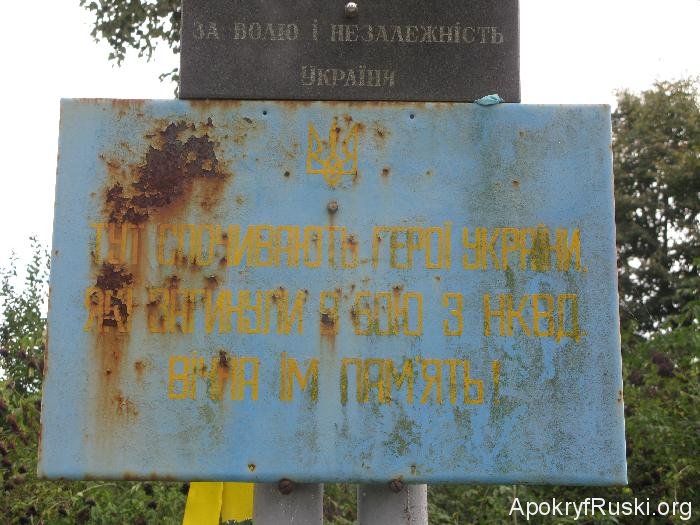 ЗА ВОЛЮ І НЕЗАЛЕЖНІСТЬ
УКРАЇНИ
ТУТ СПОЧИВАЮТЬ ГЕРОЇ УКРАЇНИ,
ЯКІ ЗАГИНУЛИ В БОЮ З НКВД.
ВІЧНА ЇМ ПАМ'ЯТЬ!
ApokryfRuski.org